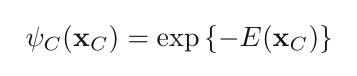 ψ_C(𝐱_C) = exp {−E(𝐱_C)}